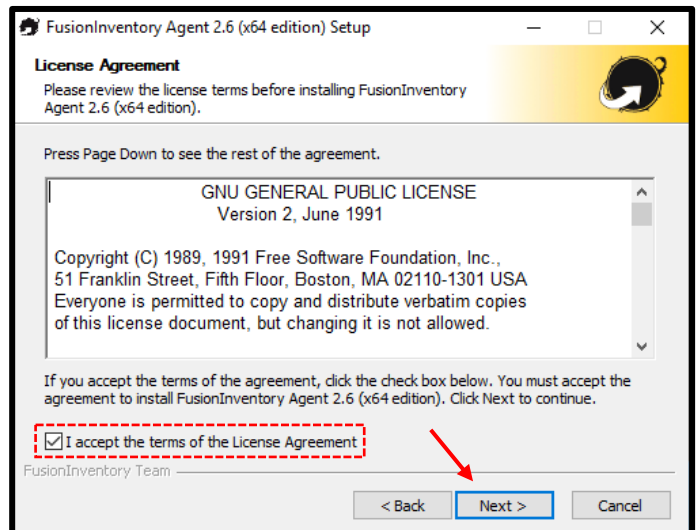 FusionInventory Agent 2.6 (x64 edition) Setup
License Agreement
Please review the license terms before installing FusionInventory
Agent 2.6 (x64 edition).
Press Page Down to see the rest of the agreement.
GNU GENERAL PUBLIC LICENSE
Version 2, June 1991
Copyright (C) 1989, 1991 Free Software Foundation, Inc.,
51 Franklin Street, Fifth Floor, Boston, MA 02110-1301 USA
Everyone is permitted to copy and distribute verbatim copies
of this license document, but changing it is not allowed.
If you accept the terms of the agreement, click the check box below. You must accept the
agreement to install FusionInventory Agent 2.6 (x64 edition). Click Next to continue.
I accept the terms of the License Agreement
FusionInventory Team
< Back Next > Cancel